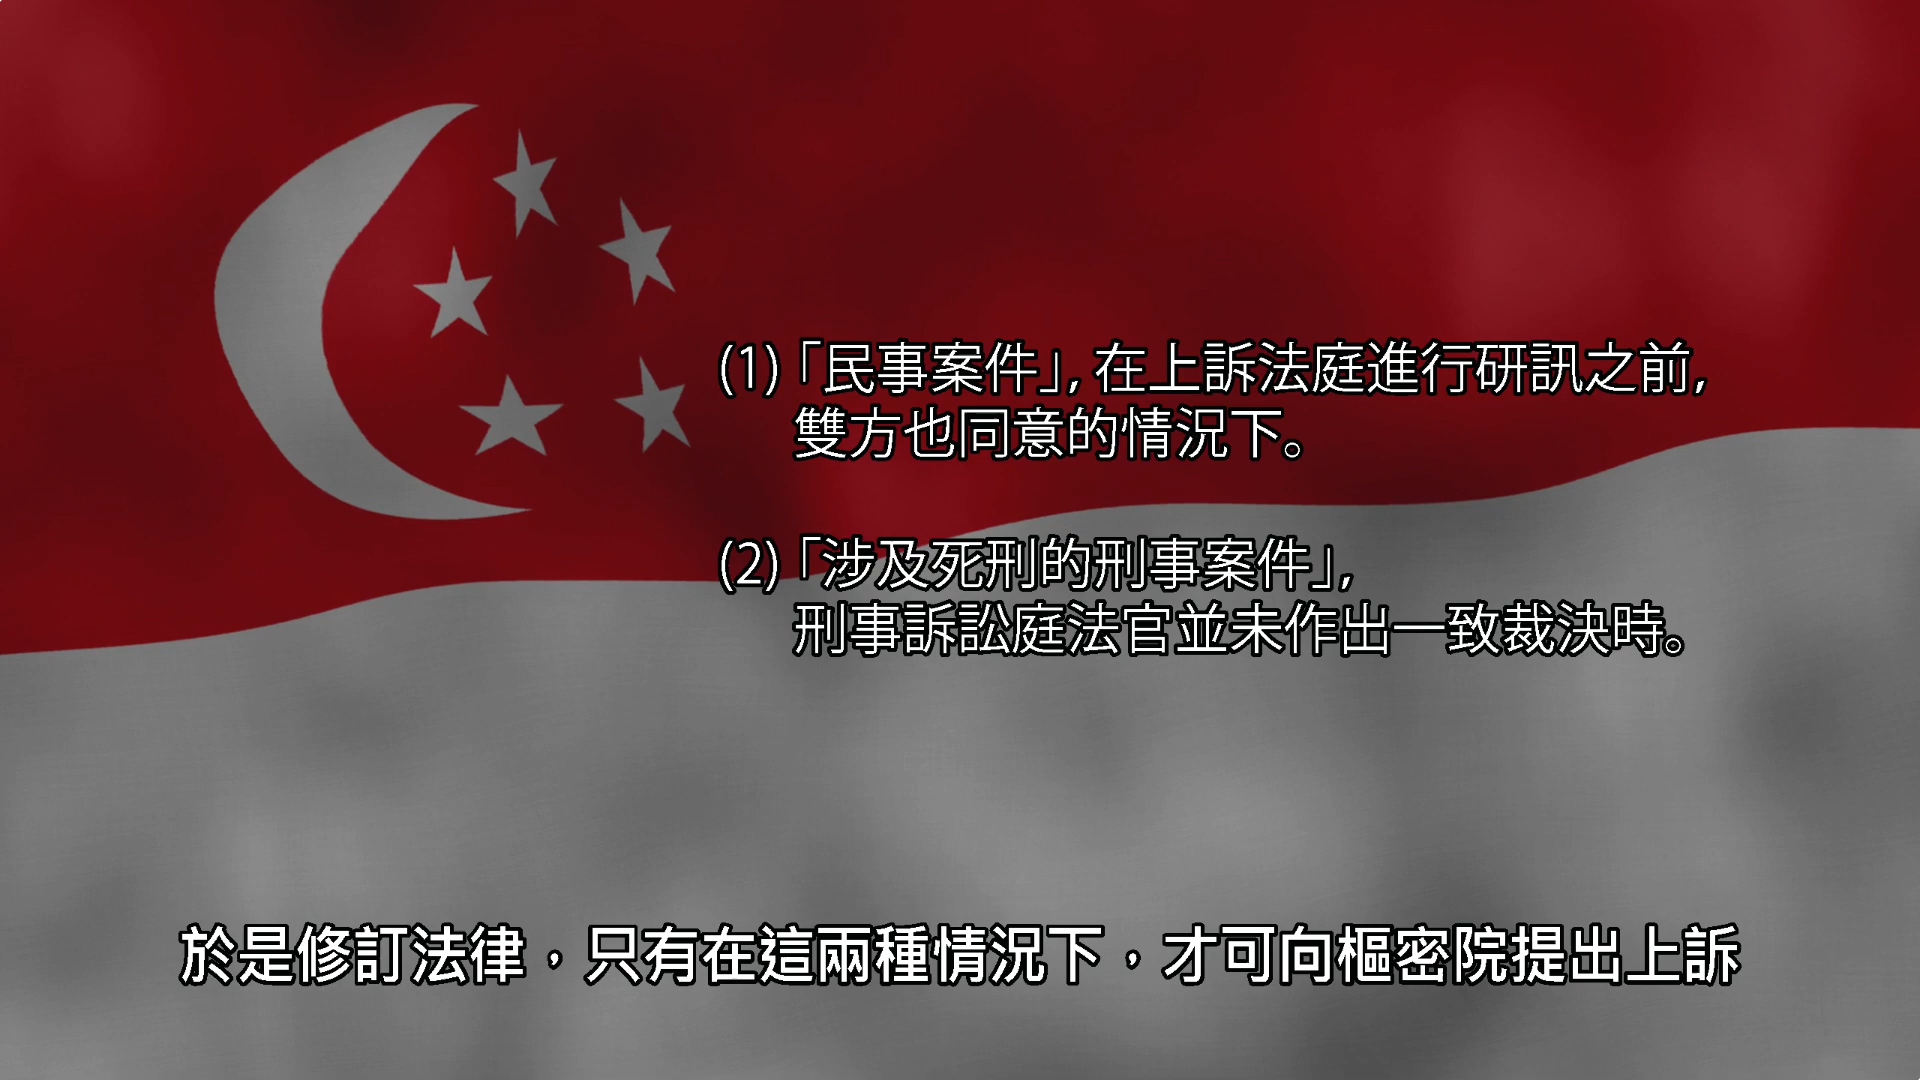 (1)「民事案件」, 在上訴法庭進行研訊之前,
雙方也同意的情況下。
(2)「涉及死刑的刑事案件」,
刑事訴訟庭法官並未作出一致裁決時。
於是修訂法律，只有在這兩種情況下，才可向樞密院提出上訴